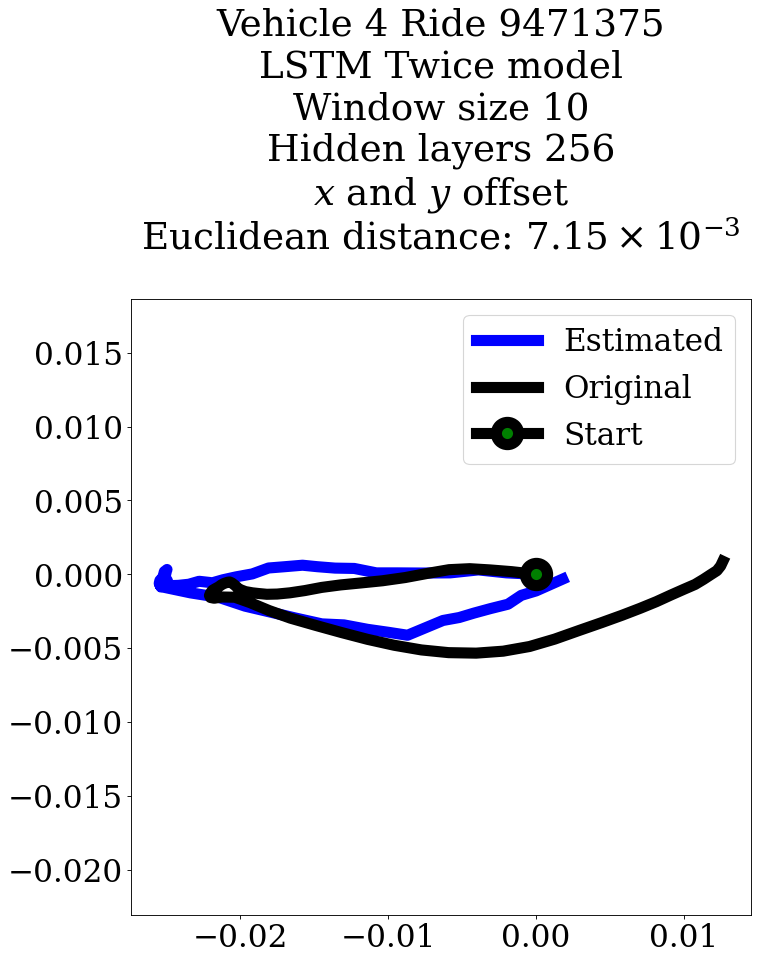 Vehicle 4 Ride 9471375
LSTM Twice model
Window size 10
Hidden layers 256
x and y offset
Euclidean distance: 7.15 × 10⁻³
Estimated
Original
Start
0.015
0.010
0.005
0.000
−0.005
−0.010
−0.015
−0.020
−0.02 −0.01 0.00 0.01